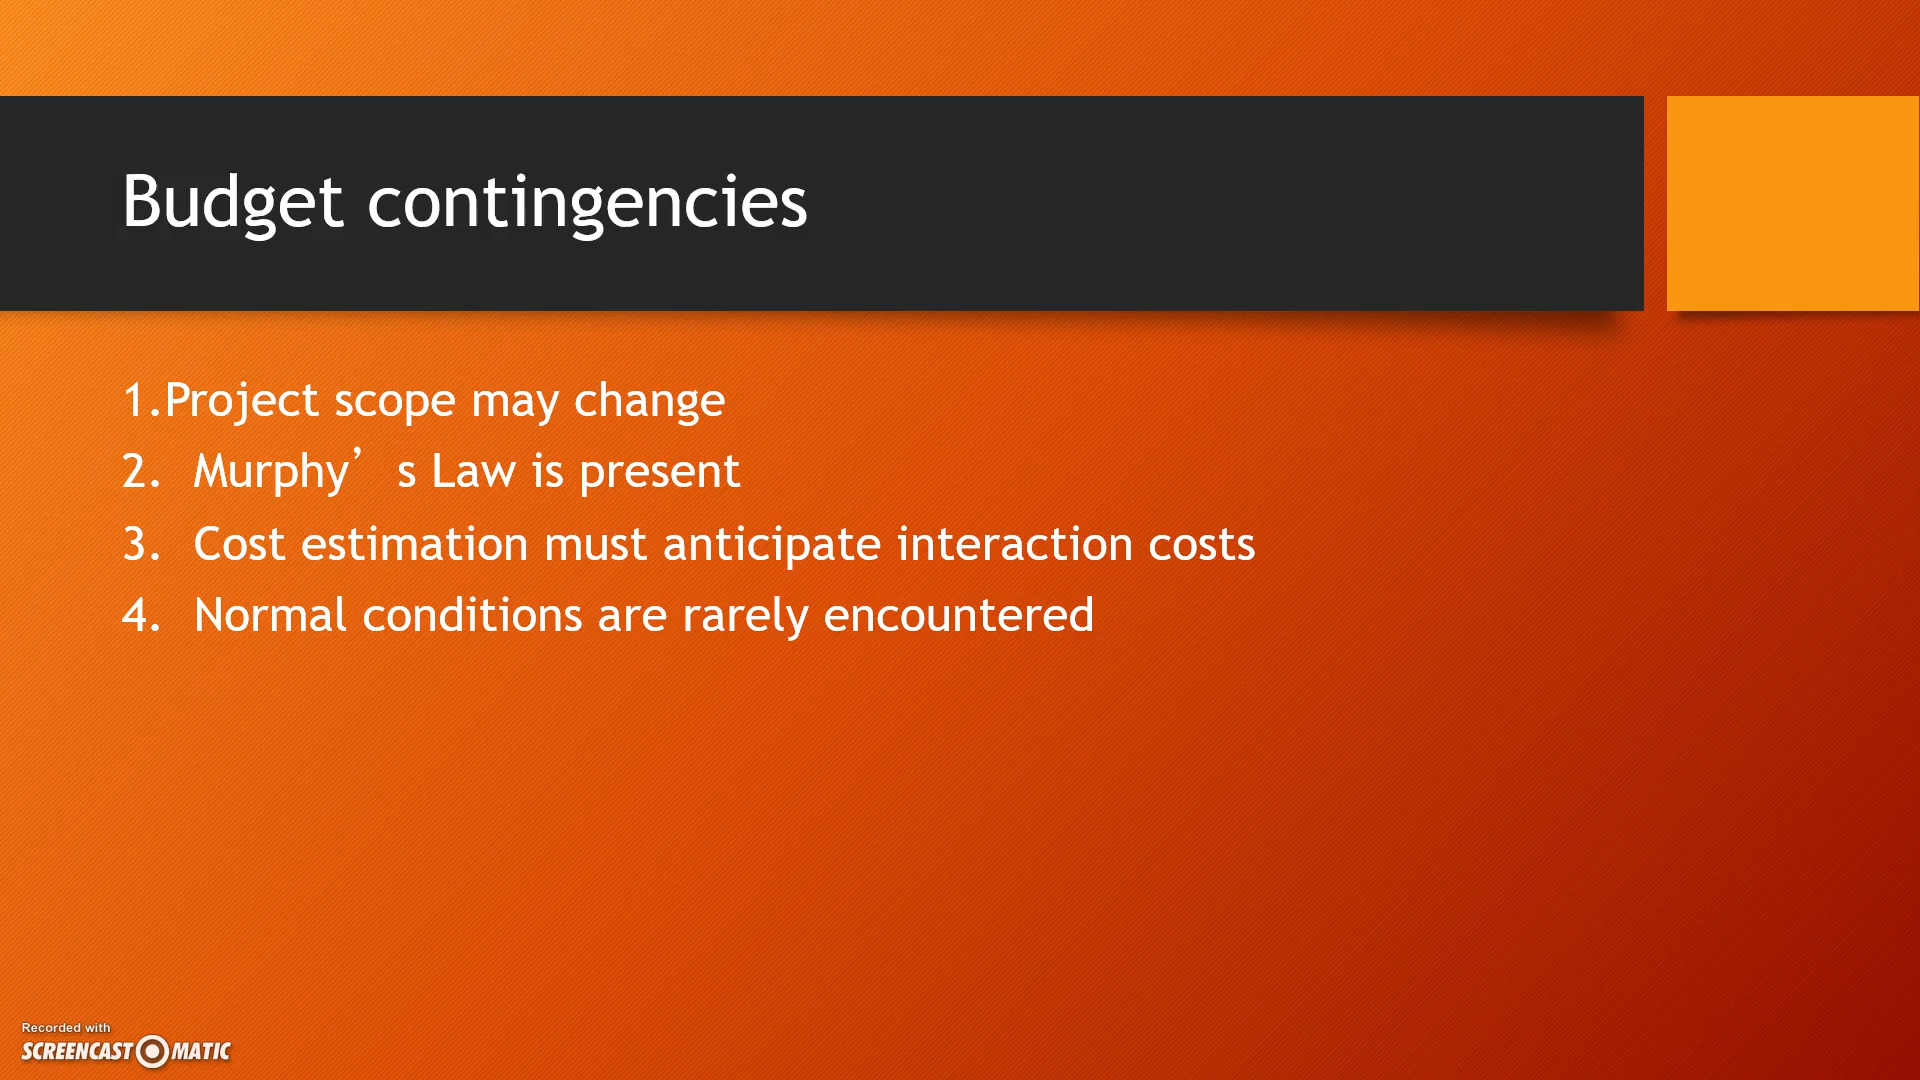 Budget contingencies
1.Project scope may change
2. Murphy’s Law is present
3. Cost estimation must anticipate interaction costs
4. Normal conditions are rarely encountered
Recorded with
SCREENCAST-O-MATIC